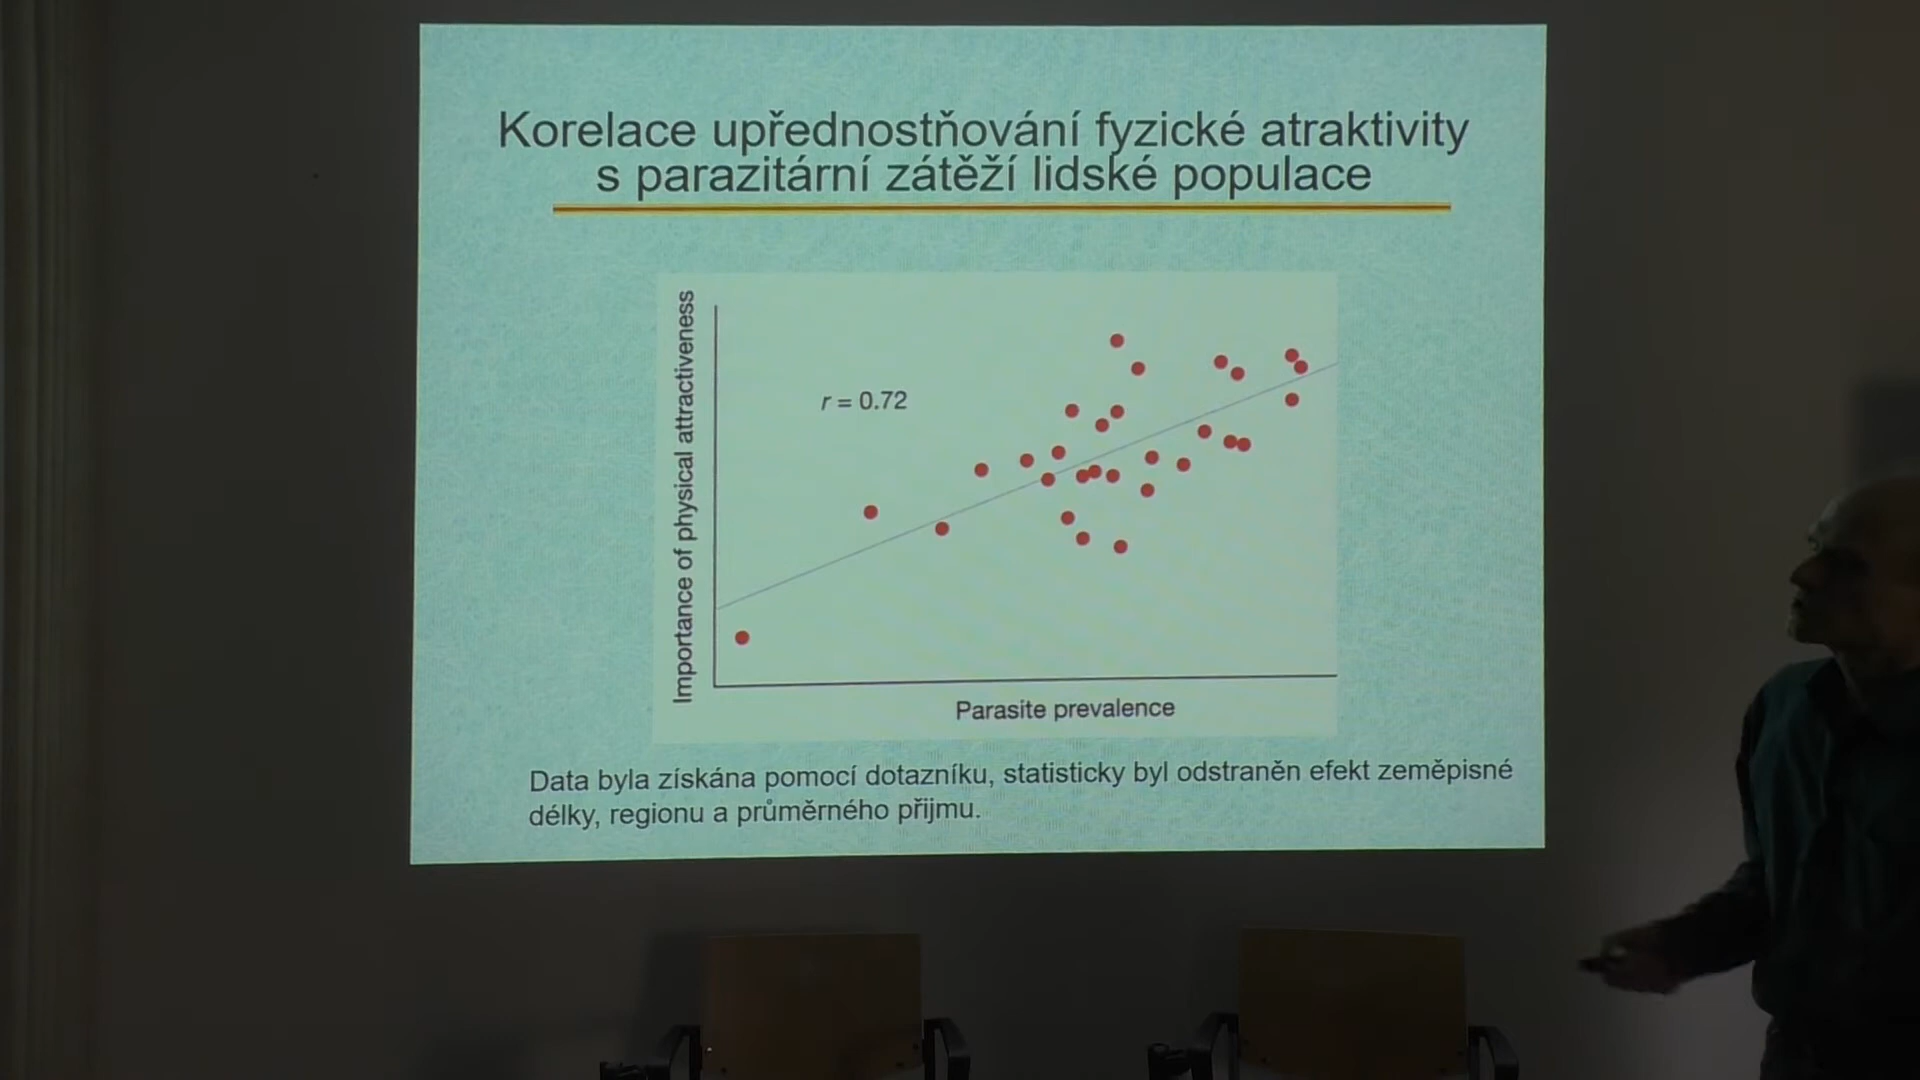 Korelace upřednostňování fyzické atraktivity
s parazitární zátěží lidské populace
Importance of physical attractiveness
r = 0.72
Parasite prevalence
Data byla získána pomocí dotazníku, statisticky byl odstraněn efekt zeměpisné
délky, regionu a průměrného přijmu.